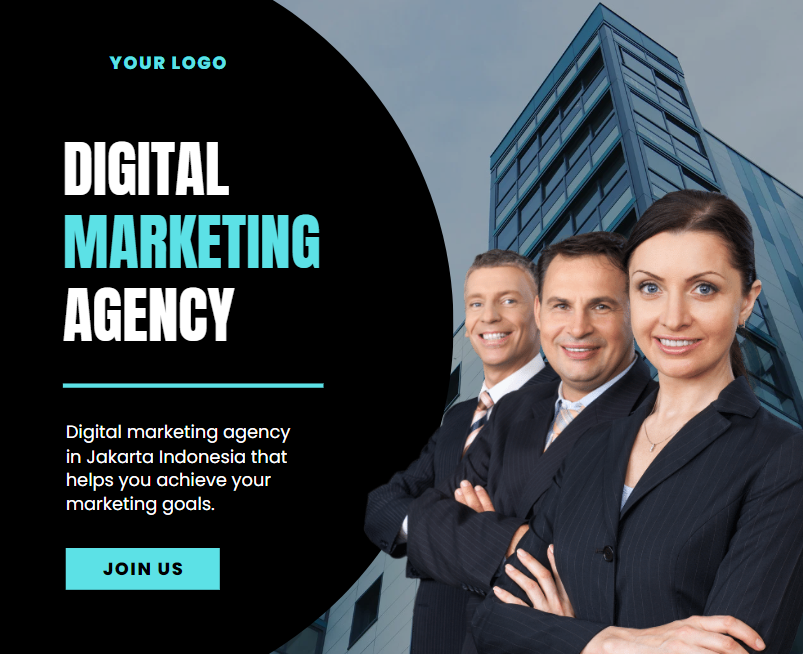 YOUR LOGO
DIGITAL
MARKETING
AGENCY
Digital marketing agency
in Jakarta Indonesia that
helps you achieve your
marketing goals.
JOIN US